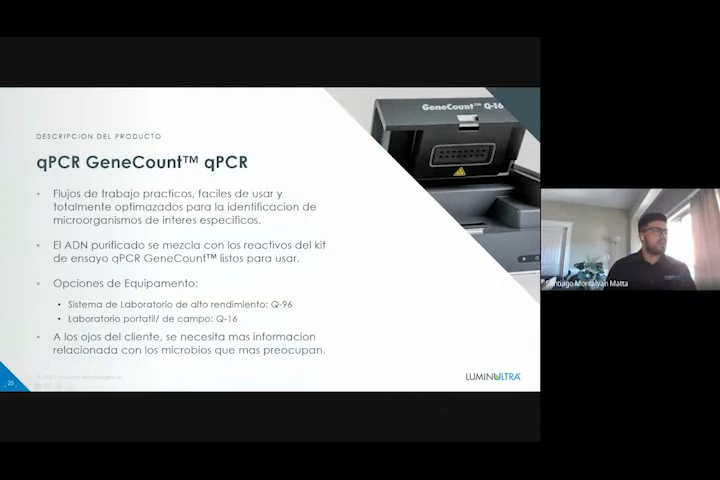 GeneCount™ Q-16
DESCRIPCION DEL PRODUCTO
qPCR GeneCount™ qPCR
• Flujos de trabajo practicos, faciles de usar y
totalmente optimazados para la identificacion de
microorganismos de interes especificos.
• El ADN purificado se mezcla con los reactivos del kit
de ensayo qPCR GeneCount™ listos para usar.
• Opciones de Equipamento:
• Sistema de Laboratorio de alto rendimiento: Q-96
• Laboratorio portatil/ de campo: Q-16
• A los ojos del cliente, se necesita mas informacion
relacionada con los microbios que mas preocupan.
25
LUMINULTRA
Santiago Montalvan Matta